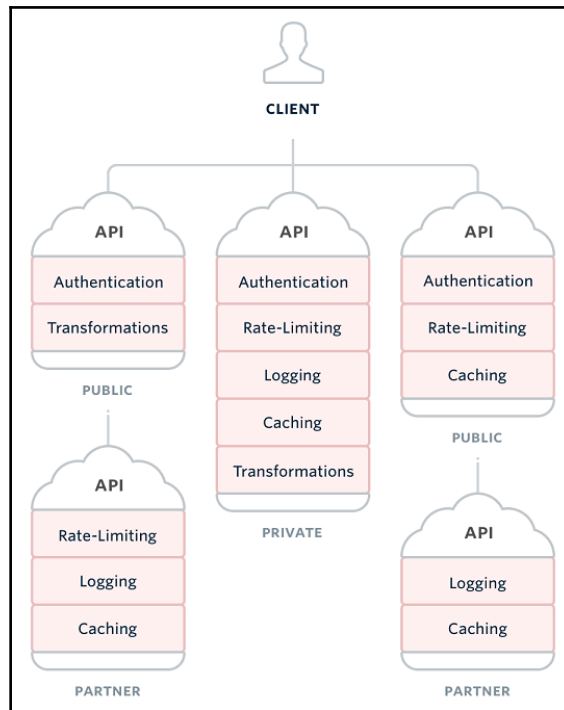 CLIENT
API
Authentication
Transformations
PUBLIC
API
Rate-Limiting
Logging
Caching
PARTNER
API
Authentication
Rate-Limiting
Logging
Caching
Transformations
PRIVATE
API
Authentication
Rate-Limiting
Caching
PUBLIC
API
Logging
Caching
PARTNER